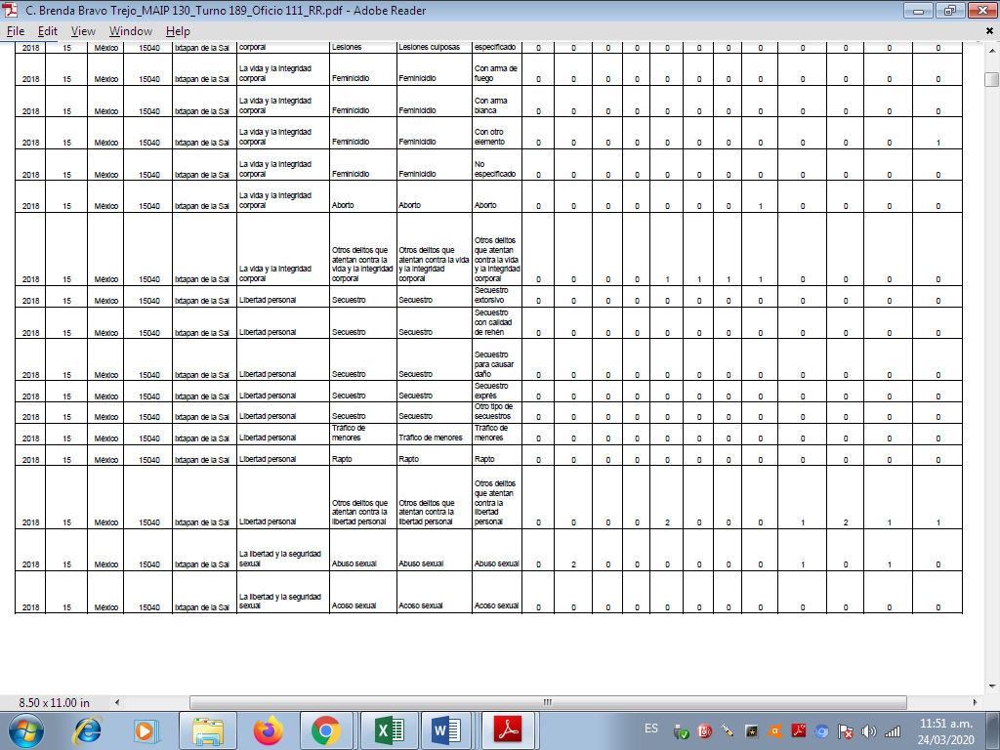 C. Brenda Bravo Trejo_MAIP 130_Turno 189_Oficio 111_RR.pdf - Adobe Reader
File Edit View Window Help
2018 15 México 15040 Ixtapan de la Sal corporal Lesiones Lesiones culposas especificado 0 0 0 0 0 0 0 0 0 0 0 0
2018 15 México 15040 Ixtapan de la Sal La vida y la Integridad corporal Feminicidio Feminicidio Con arma de fuego 0 0 0 0 0 0 0 0 0 0 0 0
2018 15 México 15040 Ixtapan de la Sal La vida y la Integridad corporal Feminicidio Feminicidio Con arma blanca 0 0 0 0 0 0 0 0 0 0 0 0
2018 15 México 15040 Ixtapan de la Sal La vida y la Integridad corporal Feminicidio Feminicidio Con otro elemento 0 0 0 0 0 0 0 0 0 0 0 1
2018 15 México 15040 Ixtapan de la Sal La vida y la Integridad corporal Feminicidio Feminicidio No especificado 0 0 0 0 0 0 0 0 0 0 0 0
2018 15 México 15040 Ixtapan de la Sal La vida y la Integridad corporal Aborto Aborto Aborto 0 0 0 0 0 0 0 1 0 0 0 0
2018 15 México 15040 Ixtapan de la Sal La vida y la Integridad corporal Otros delitos que atentan contra la vida y la Integridad corporal Otros delitos que atentan contra la vida y la Integridad corporal Otros delitos que atentan contra la vida y la Integridad corporal 0 0 0 0 1 1 1 1 0 0 0 0
2018 15 México 15040 Ixtapan de la Sal Libertad personal Secuestro Secuestro Secuestro extorsivo 0 0 0 0 0 0 0 0 0 0 0 0
2018 15 México 15040 Ixtapan de la Sal Libertad personal Secuestro Secuestro Secuestro con calidad de rehén 0 0 0 0 0 0 0 0 0 0 0 0
2018 15 México 15040 Ixtapan de la Sal Libertad personal Secuestro Secuestro Secuestro para causar daño 0 0 0 0 0 0 0 0 0 0 0 0
2018 15 México 15040 Ixtapan de la Sal Libertad personal Secuestro Secuestro Secuestro exprés 0 0 0 0 0 0 0 0 0 0 0 0
2018 15 México 15040 Ixtapan de la Sal Libertad personal Secuestro Secuestro Otro tipo de secuestros 0 0 0 0 0 0 0 0 0 0 0 0
2018 15 México 15040 Ixtapan de la Sal Libertad personal Tráfico de menores Tráfico de menores Tráfico de menores 0 0 0 0 0 0 0 0 0 0 0 0
2018 15 México 15040 Ixtapan de la Sal Libertad personal Rapto Rapto Rapto 0 0 0 0 0 0 0 0 0 0 0 0
2018 15 México 15040 Ixtapan de la Sal Libertad personal Otros delitos que atentan contra la libertad personal Otros delitos que atentan contra la libertad personal Otros delitos que atentan contra la libertad personal 0 0 0 0 2 0 0 0 1 2 1 1
2018 15 México 15040 Ixtapan de la Sal La libertad y la seguridad sexual Abuso sexual Abuso sexual Abuso sexual 0 2 0 0 0 0 0 0 1 0 1 0
2018 15 México 15040 Ixtapan de la Sal La libertad y la seguridad sexual Acoso sexual Acoso sexual Acoso sexual 0 0 0 0 0 0 0 0 0 0 0 0
8.50 x 11.00 in
ES
11:51 a.m.
24/03/2020